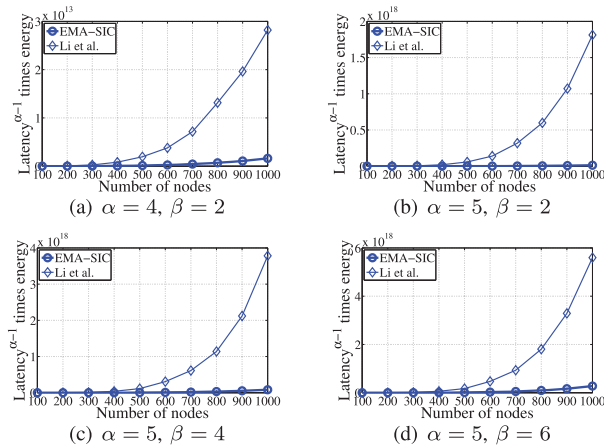 x 10^13
3
2
1
0
Latency^α−1 times energy
EMA−SIC
Li et al.
100 200 300 400 500 600 700 800 900 1000
Number of nodes
(a) α = 4, β = 2
x 10^18
2
1.5
1
0.5
0
Latency^α−1 times energy
EMA−SIC
Li et al.
100 200 300 400 500 600 700 800 900 1000
Number of nodes
(b) α = 5, β = 2
x 10^18
4
3
2
1
0
Latency^α−1 times energy
EMA−SIC
Li et al.
100 200 300 400 500 600 700 800 900 1000
Number of nodes
(c) α = 5, β = 4
x 10^18
6
4
2
0
Latency^α−1 times energy
EMA−SIC
Li et al.
100 200 300 400 500 600 700 800 900 1000
Number of nodes
(d) α = 5, β = 6